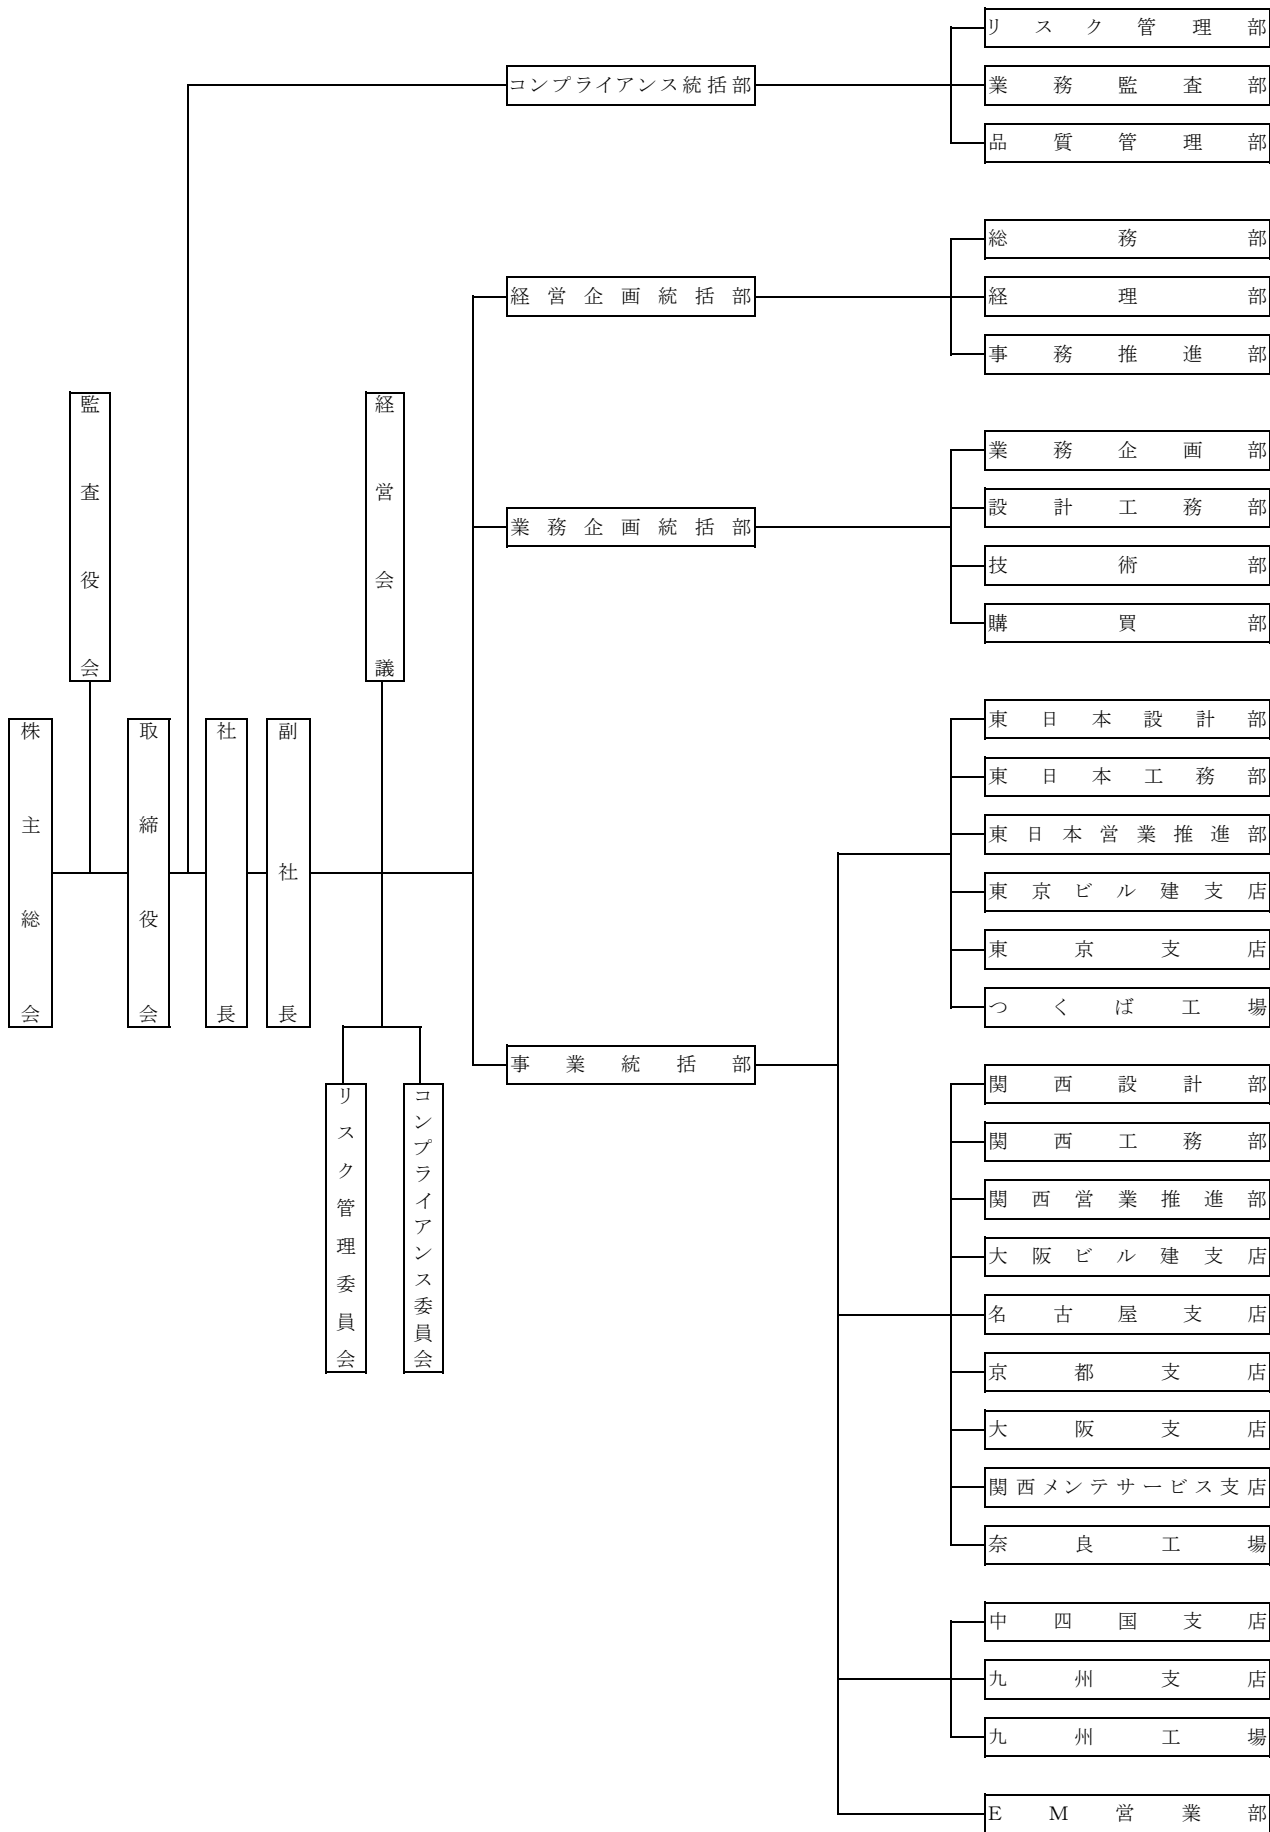 株主総会
監査役会
取締役会
社長
副社長
経営会議
リスク管理委員会
コンプライアンス委員会
コンプライアンス統括部
リスク管理部
業務監査部
品質管理部
経営企画統括部
総務部
経理部
事務推進部
業務企画統括部
業務企画部
設計工務部
技術部
購買部
事業統括部
東日本設計部
東日本工務部
東日本営業推進部
東京ビル建支店
東京支店
つくば工場
関西設計部
関西工務部
関西営業推進部
大阪ビル建支店
名古屋支店
京都支店
大阪支店
関西メンテサービス支店
奈良工場
中四国支店
九州支店
九州工場
EM営業部